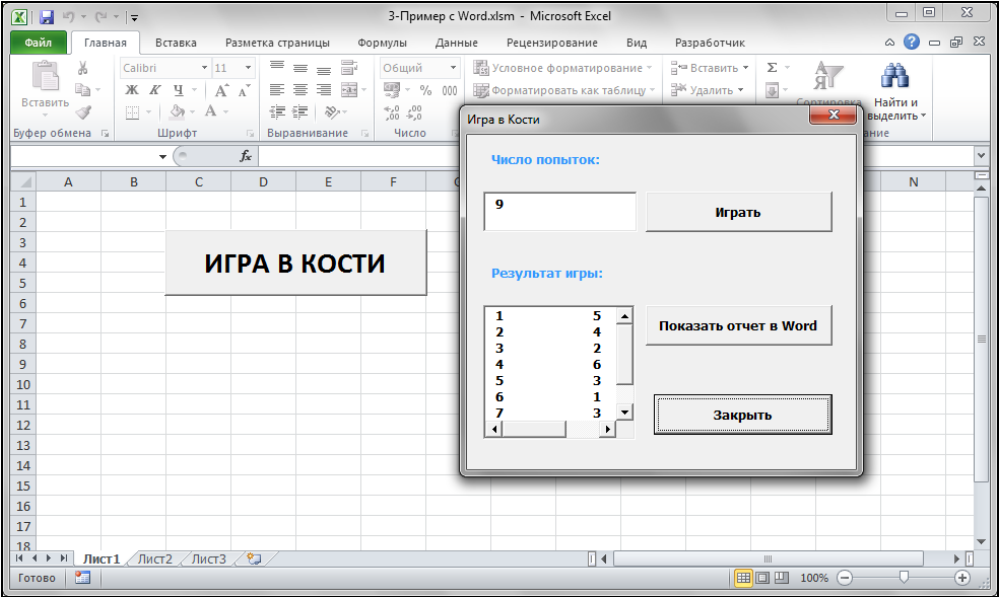 3-Пример с Word.xlsm - Microsoft Excel
Файл Главная Вставка Разметка страницы Формулы Данные Рецензирование Вид Разработчик
Calibri 11 Общий Условное форматирование Вставить Σ
Ж К Ч А А % 000 Форматировать как таблицу Удалить Сортировка Найти и
Вставить выделить
Буфер обмена Шрифт Выравнивание Число
fx
A B C D E F G N
1
2
3
4
5
6
7
8
9
10
11
12
13
14
15
16
17
18
ИГРА В КОСТИ
Игра в Кости
Число попыток:
9 Играть
Результат игры:
1 5
2 4
3 2
4 6
5 3
6 1
7 3
Показать отчет в Word
Закрыть
Лист1 Лист2 Лист3
Готово 100%